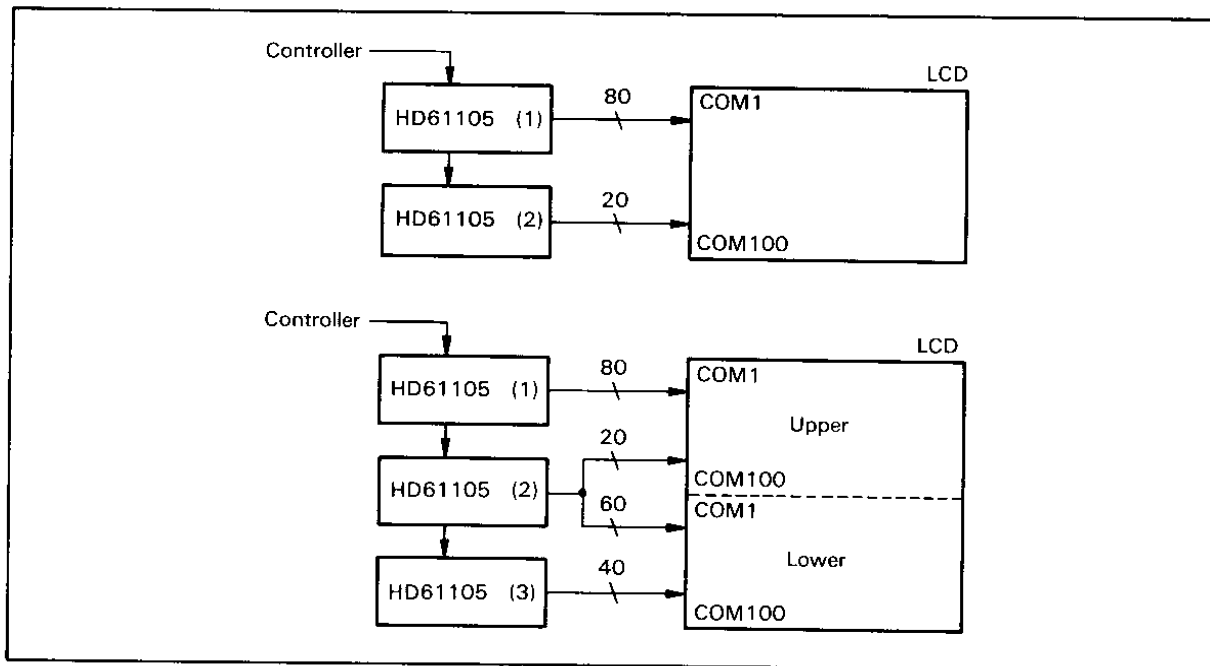 Controller
LCD
HD61105 (1)
80
COM1
HD61105 (2)
20
COM100
Controller
LCD
HD61105 (1)
80
COM1
Upper
20
HD61105 (2)
COM100
60
COM1
Lower
HD61105 (3)
40
COM100